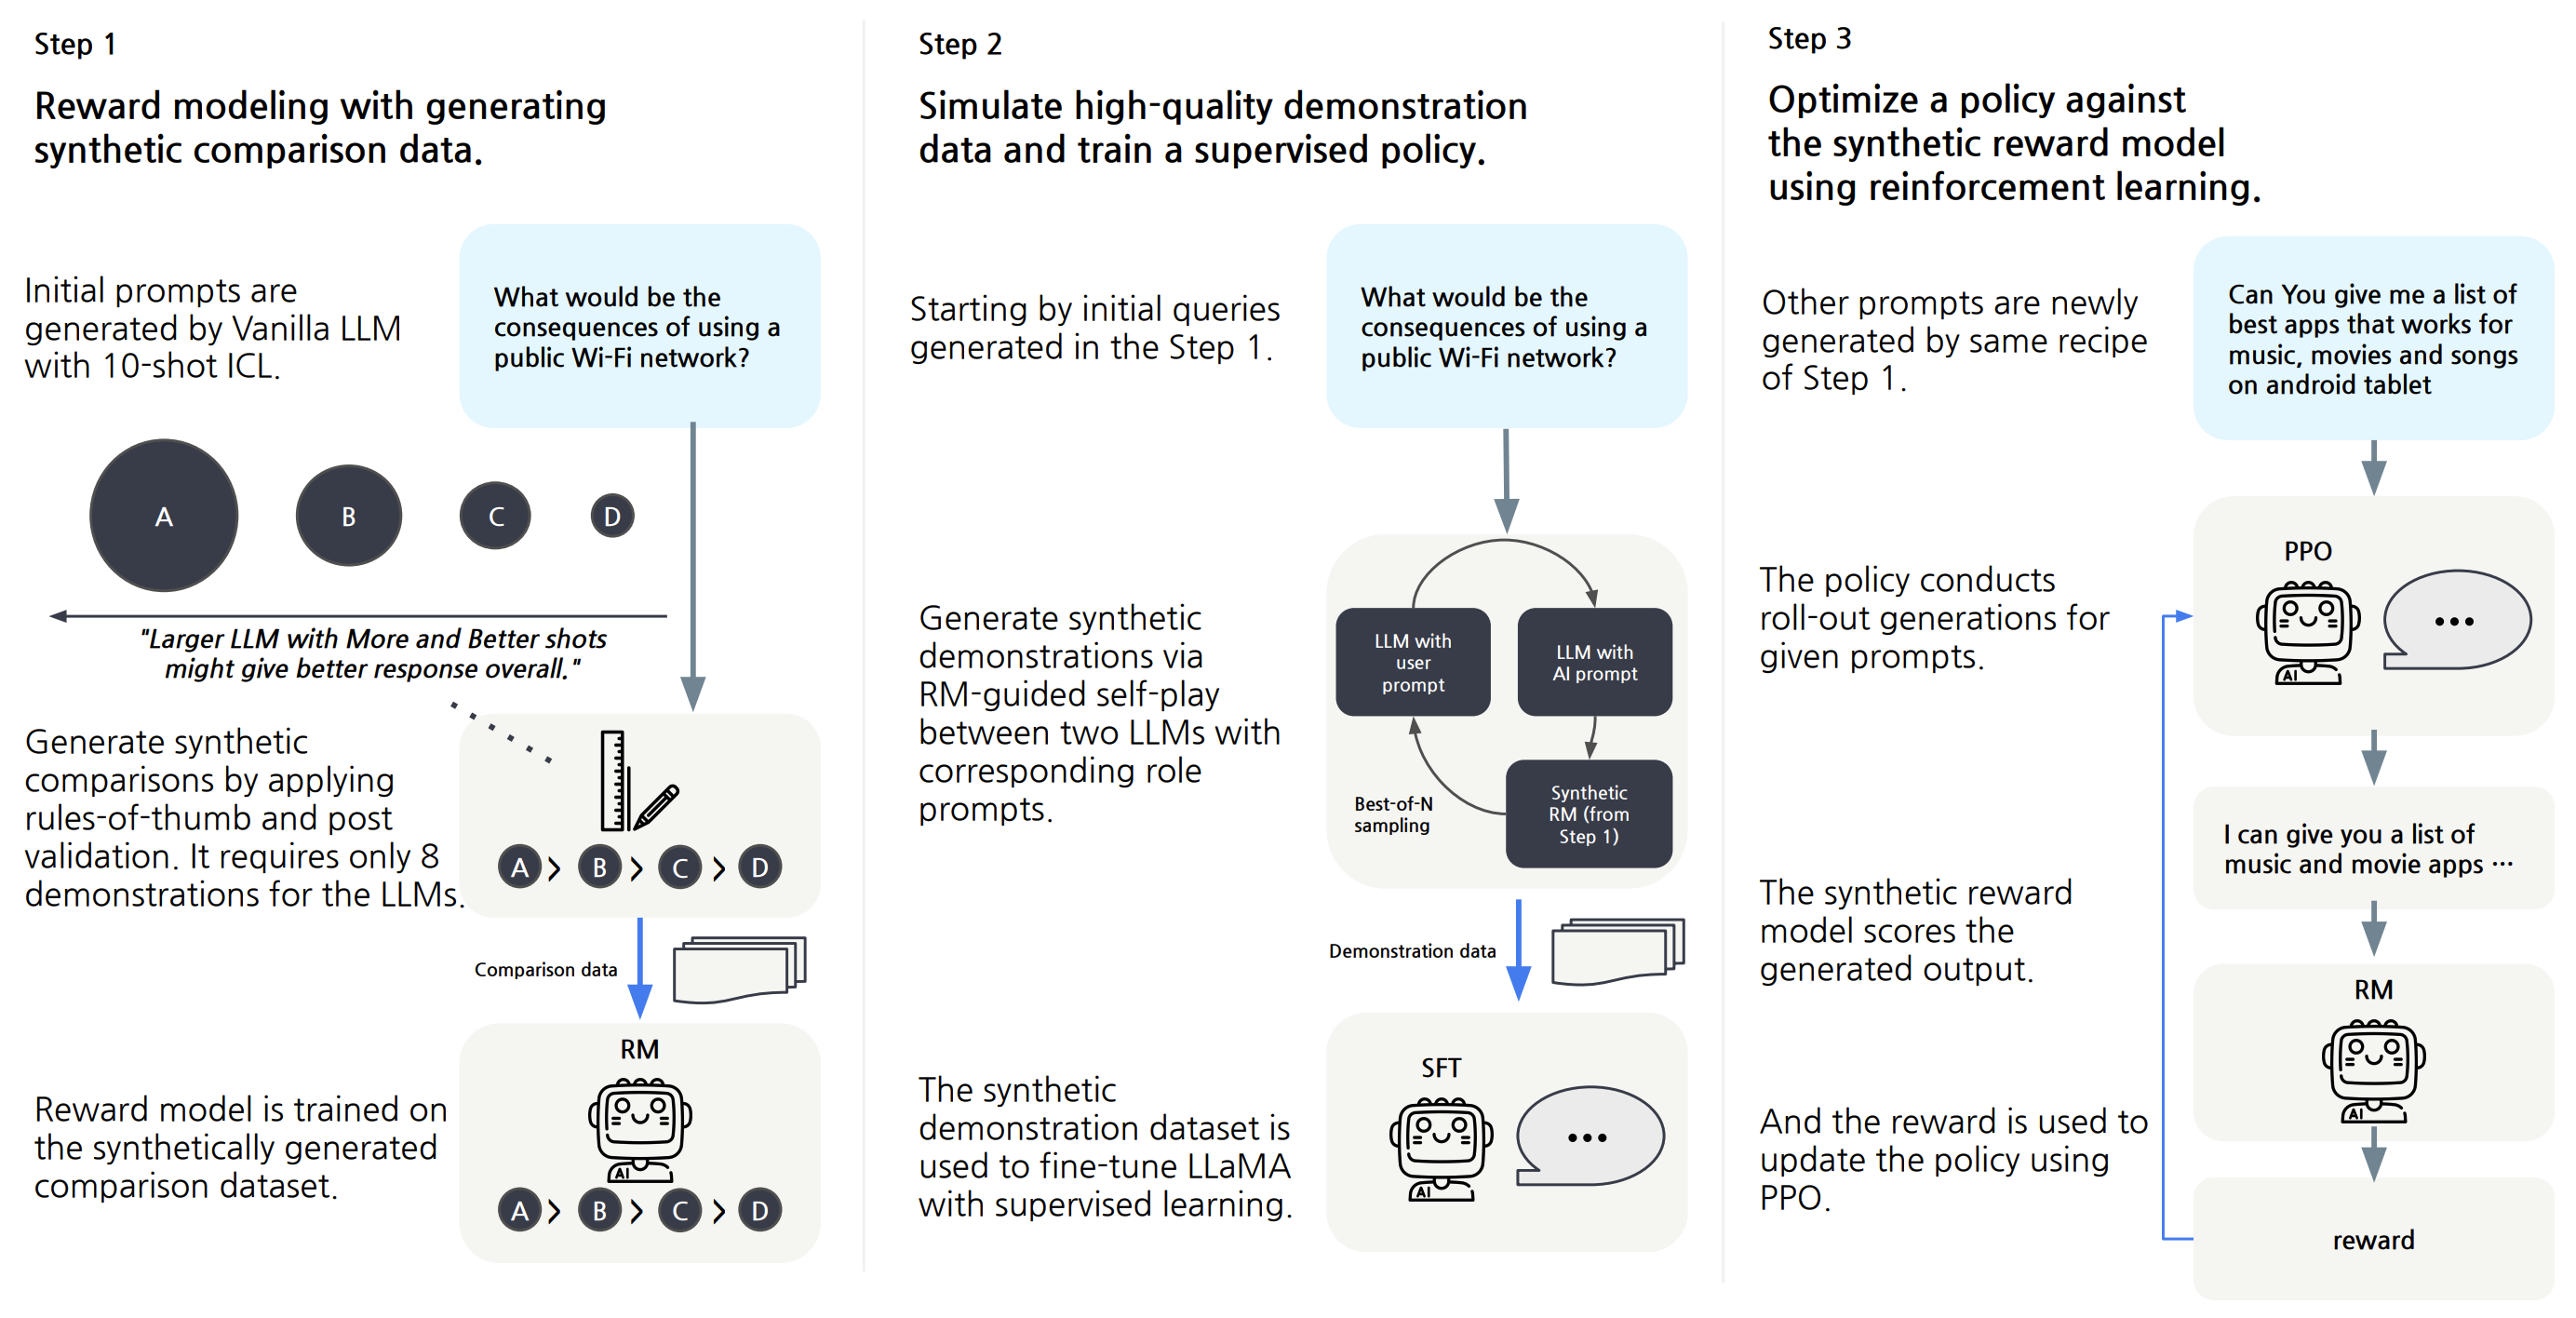 Step 1
Reward modeling with generating
synthetic comparison data.
Initial prompts are
generated by Vanilla LLM
with 10-shot ICL.
What would be the
consequences of using a
public Wi-Fi network?
A
B
C
D
"Larger LLM with More and Better shots
might give better response overall."
Generate synthetic
comparisons by applying
rules-of-thumb and post
validation. It requires only 8
demonstrations for the LLMs.
A > B > C > D
Comparison data
RM
AI
Reward model is trained on
the synthetically generated
comparison dataset.
A > B > C > D
Step 2
Simulate high-quality demonstration
data and train a supervised policy.
Starting by initial queries
generated in the Step 1.
What would be the
consequences of using a
public Wi-Fi network?
Generate synthetic
demonstrations via
RM-guided self-play
between two LLMs with
corresponding role
prompts.
LLM with
user
prompt
LLM with
AI prompt
Best-of-N
sampling
Synthetic
RM (from
Step 1)
Demonstration data
The synthetic
demonstration dataset is
used to fine-tune LLaMA
with supervised learning.
SFT
AI
...
Step 3
Optimize a policy against
the synthetic reward model
using reinforcement learning.
Other prompts are newly
generated by same recipe
of Step 1.
Can You give me a list of
best apps that works for
music, movies and songs
on android tablet
The policy conducts
roll-out generations for
given prompts.
PPO
AI
...
I can give you a list of
music and movie apps ···
The synthetic reward
model scores the
generated output.
RM
AI
And the reward is used to
update the policy using
PPO.
reward